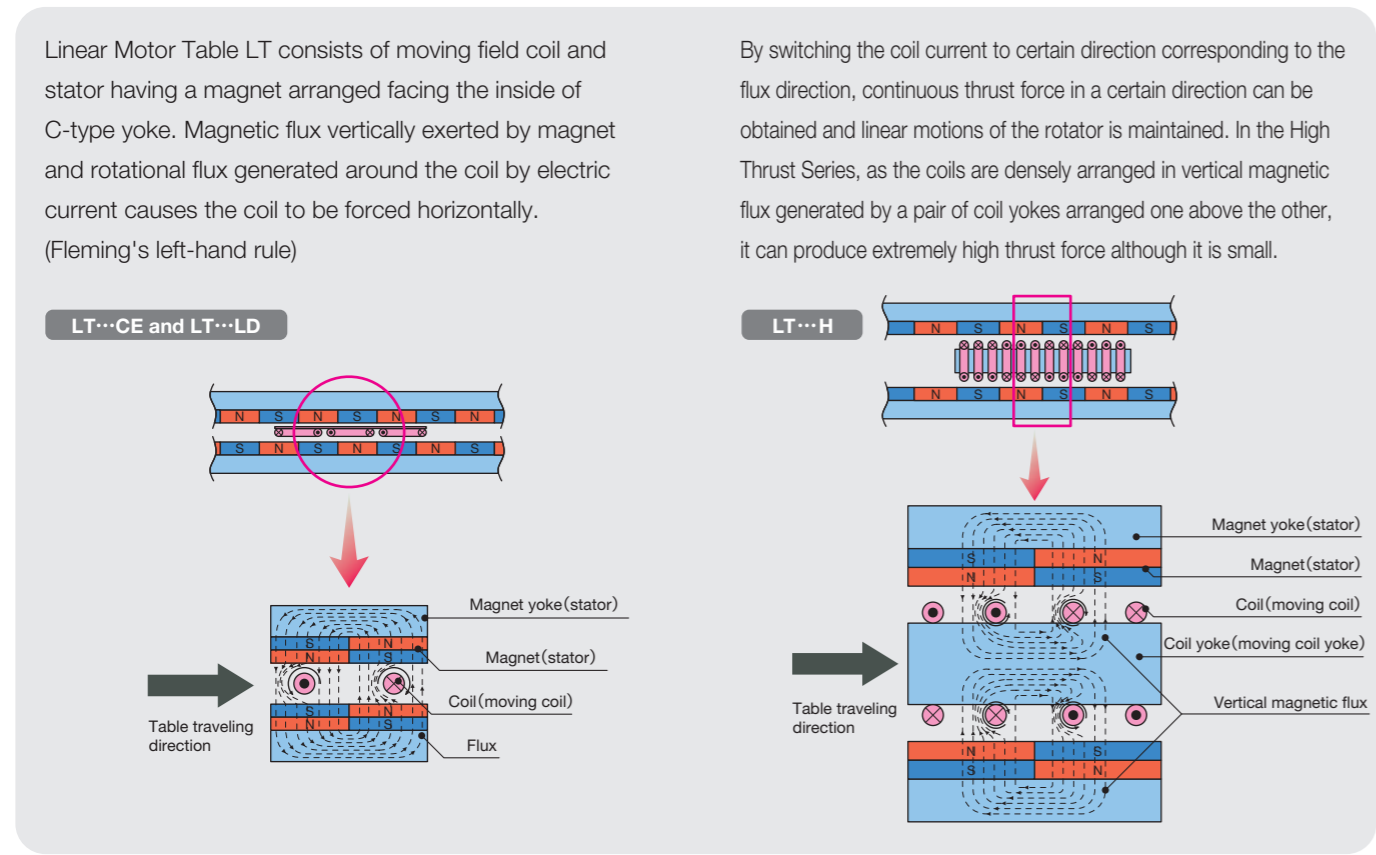 Linear Motor Table LT consists of moving field coil and
stator having a magnet arranged facing the inside of
C-type yoke. Magnetic flux vertically exerted by magnet
and rotational flux generated around the coil by electric
current causes the coil to be forced horizontally.
(Fleming's left-hand rule)
LT···CE and LT···LD
N S N S N S N
S N S N S N S
S N
N S
S N
N S
Magnet yoke(stator)
Magnet(stator)
Coil(moving coil)
Flux
Table traveling
direction
By switching the coil current to certain direction corresponding to the
flux direction, continuous thrust force in a certain direction can be
obtained and linear motions of the rotator is maintained. In the High
Thrust Series, as the coils are densely arranged in vertical magnetic
flux generated by a pair of coil yokes arranged one above the other,
it can produce extremely high thrust force although it is small.
LT···H
N S N S N S
N S N S N S
S N
N S
N S
S N
Magnet yoke(stator)
Magnet(stator)
Coil(moving coil)
Coil yoke(moving coil yoke)
Vertical magnetic flux
Table traveling
direction